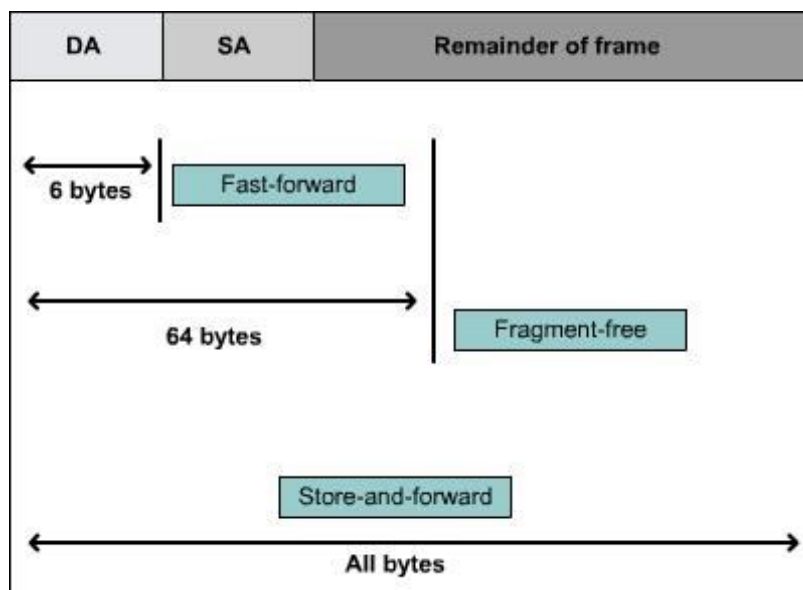 DA SA Remainder of frame
Fast-forward
6 bytes
64 bytes
Fragment-free
Store-and-forward
All bytes